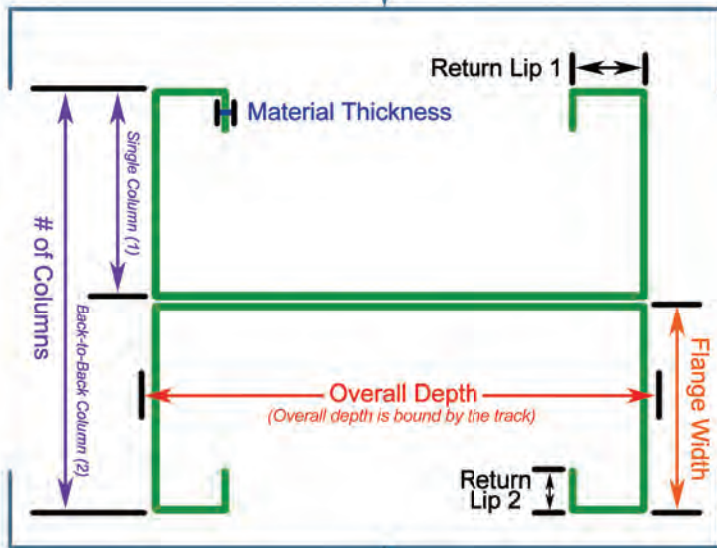 Return Lip 1
Material Thickness
Single Column (1)
# of Columns
Back-to-Back Column (2)
Overall Depth
(Overall depth is bound by the track)
Flange Width
Return
Lip 2